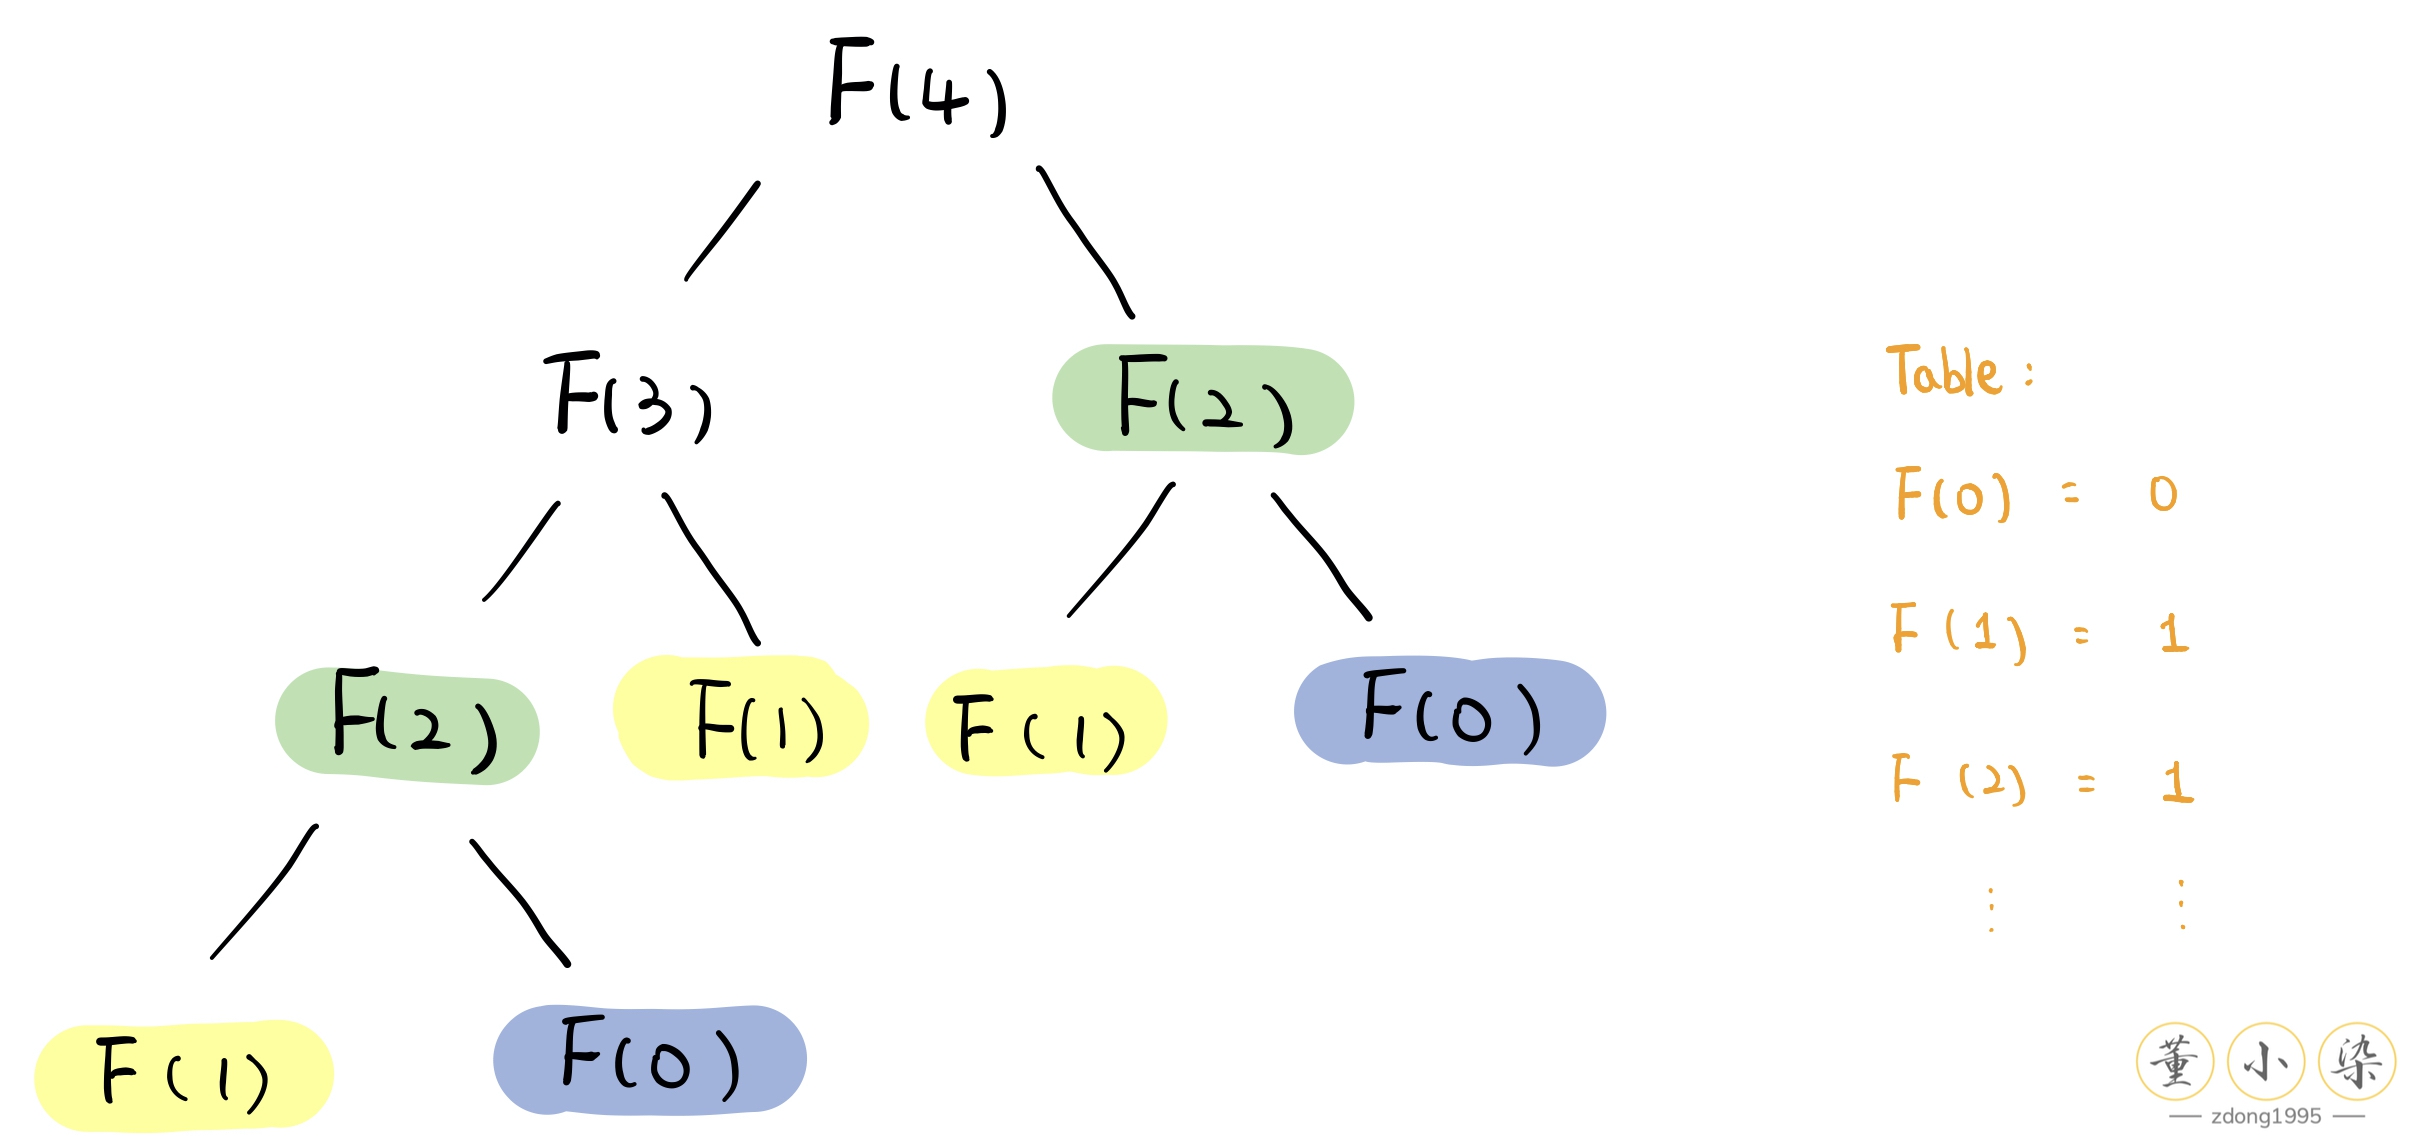 F(4)
F(3)
F(2)
F(2)
F(1)
F(1)
F(0)
F(1)
F(0)
Table:
F(0) = 0
F(1) = 1
F(2) = 1
⋮ ⋮
董小染
zdong1995